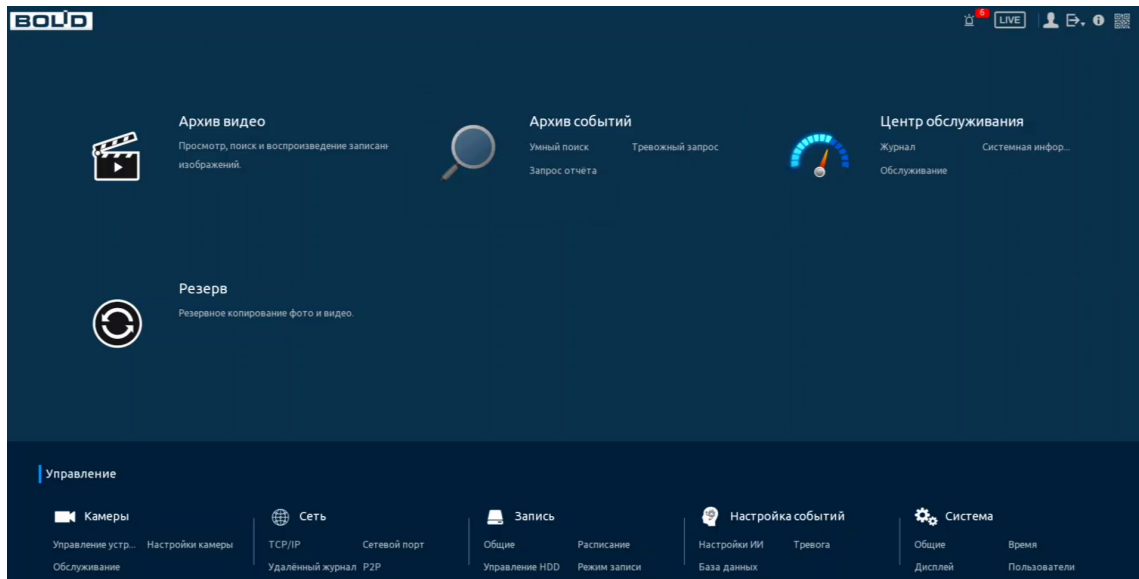 BOLID
6
LIVE
Архив видео
Просмотр, поиск и воспроизведение записанн
изображений.
Архив событий
Умный поиск Тревожный запрос
Запрос отчёта
Центр обслуживания
Журнал Системная инфор...
Обслуживание
Резерв
Резервное копирование фото и видео.
Управление
Камеры
Управление устр... Настройки камеры
Обслуживание
Сеть
TCP/IP Сетевой порт
Удалённый журнал P2P
Запись
Общие Расписание
Управление HDD Режим записи
Настройка событий
Настройки ИИ Тревога
База данных
Система
Общие Время
Дисплей Пользователи